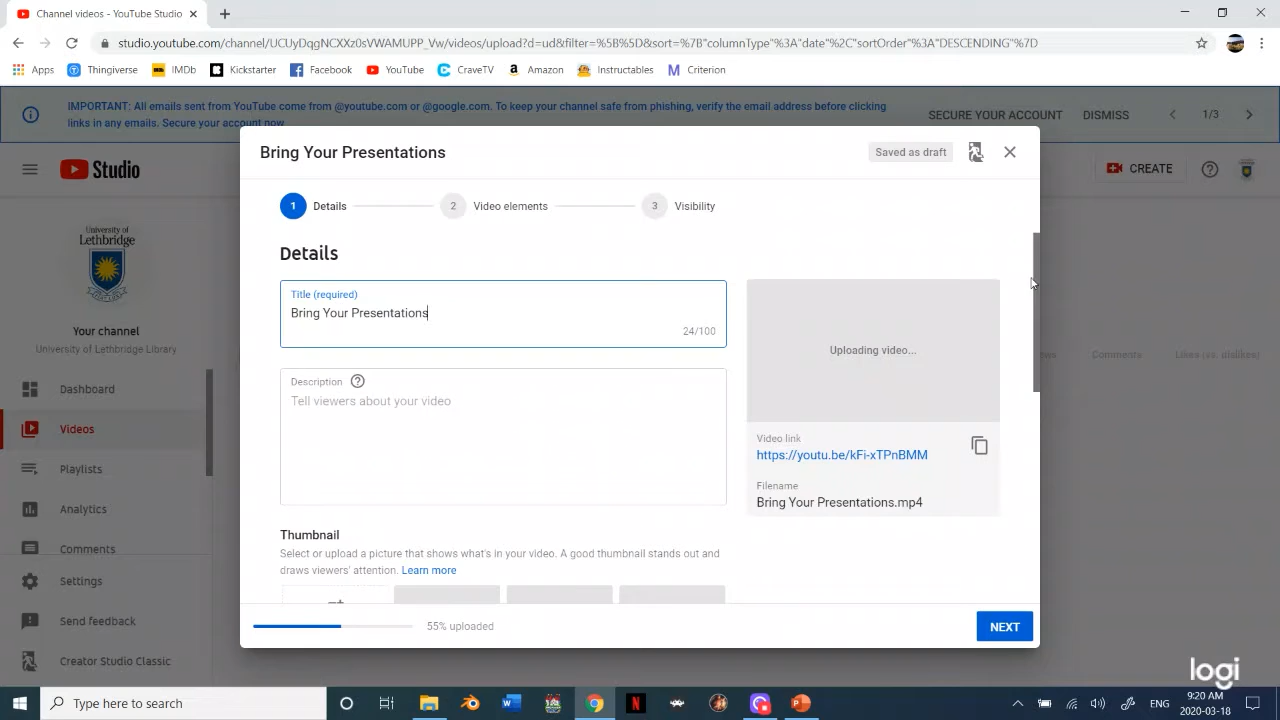 Channel videos - YouTube Studio
studio.youtube.com/channel/UCUyDqgNCXXz0sVWAMUPP_Vw/videos/upload?d=ud&filter=%5B%5D&sort=%7B"columnType"%3A"date"%2C"sortOrder"%3A"DESCENDING"%7D
Apps Thingiverse IMDb Kickstarter Facebook YouTube CraveTV Amazon Instructables Criterion
IMPORTANT: All emails sent from YouTube come from @youtube.com or @google.com. To keep your channel safe from phishing, verify the email address before clicking
links in any emails. Secure your account now
SECURE YOUR ACCOUNT DISMISS 1/3
Bring Your Presentations
Saved as draft
Studio
CREATE
1 Details 2 Video elements 3 Visibility
University of
Lethbridge
Your channel
University of Lethbridge Library
Dashboard
Videos
Playlists
Analytics
Comments
Settings
Send feedback
Creator Studio Classic
Details
Title (required)
Bring Your Presentations
24/100
Description
Tell viewers about your video
Thumbnail
Select or upload a picture that shows what's in your video. A good thumbnail stands out and
draws viewers' attention. Learn more
Uploading video...
Video link
https://youtu.be/kFi-xTPnBMM
Filename
Bring Your Presentations.mp4
Comments Likes (vs. dislikes)
55% uploaded
NEXT
logi
Type here to search
ENG
9:20 AM
2020-03-18